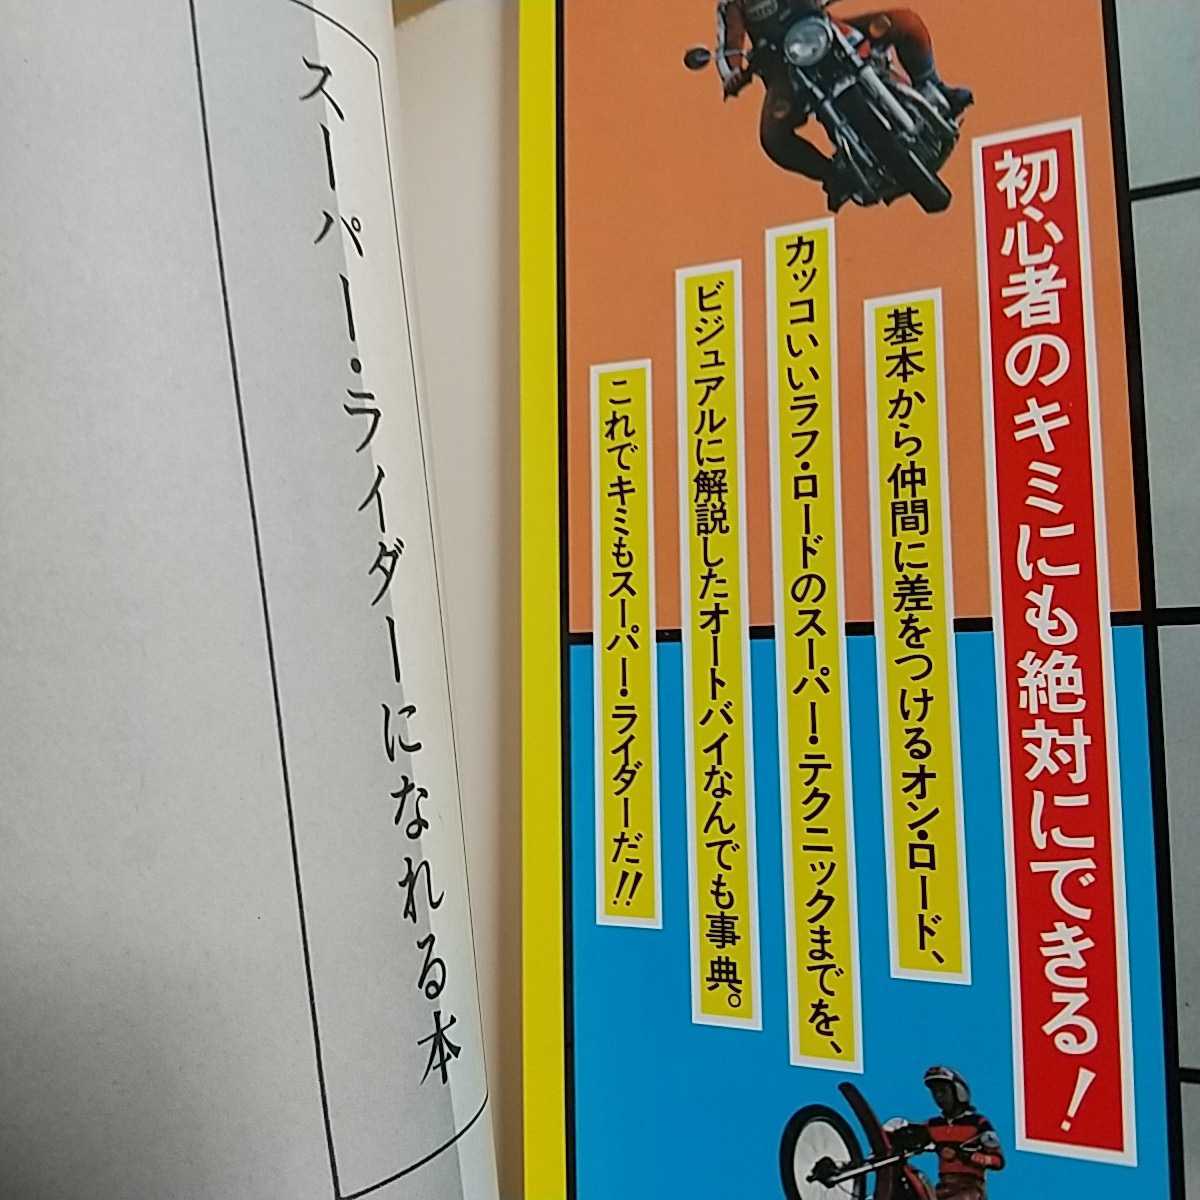 初心者のキミにも絶対にできる!
基本から仲間に差をつけるオン・ロード、
カッコいいラフ・ロードのスーパー・テクニックまでを、
ビジュアルに解説したオートバイなんでも事典。
これでキミもスーパー・ライダーだ!!
スーパー・ライダーになれる本